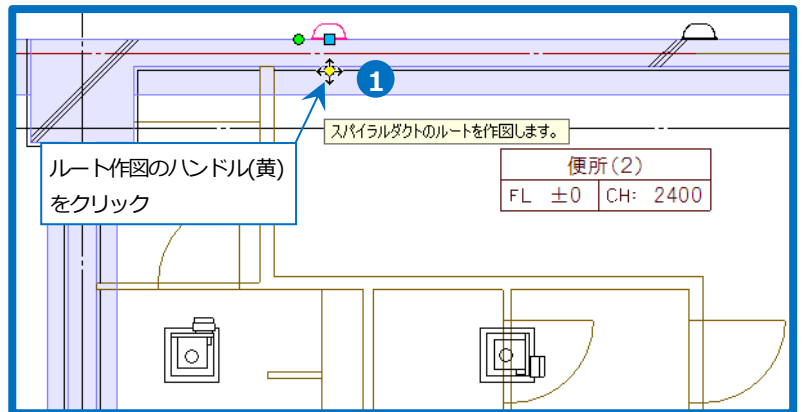 1
スパイラルダクトのルートを作図します。
ルート作図のハンドル(黄)
をクリック
便所(2)
FL ±0 CH: 2400